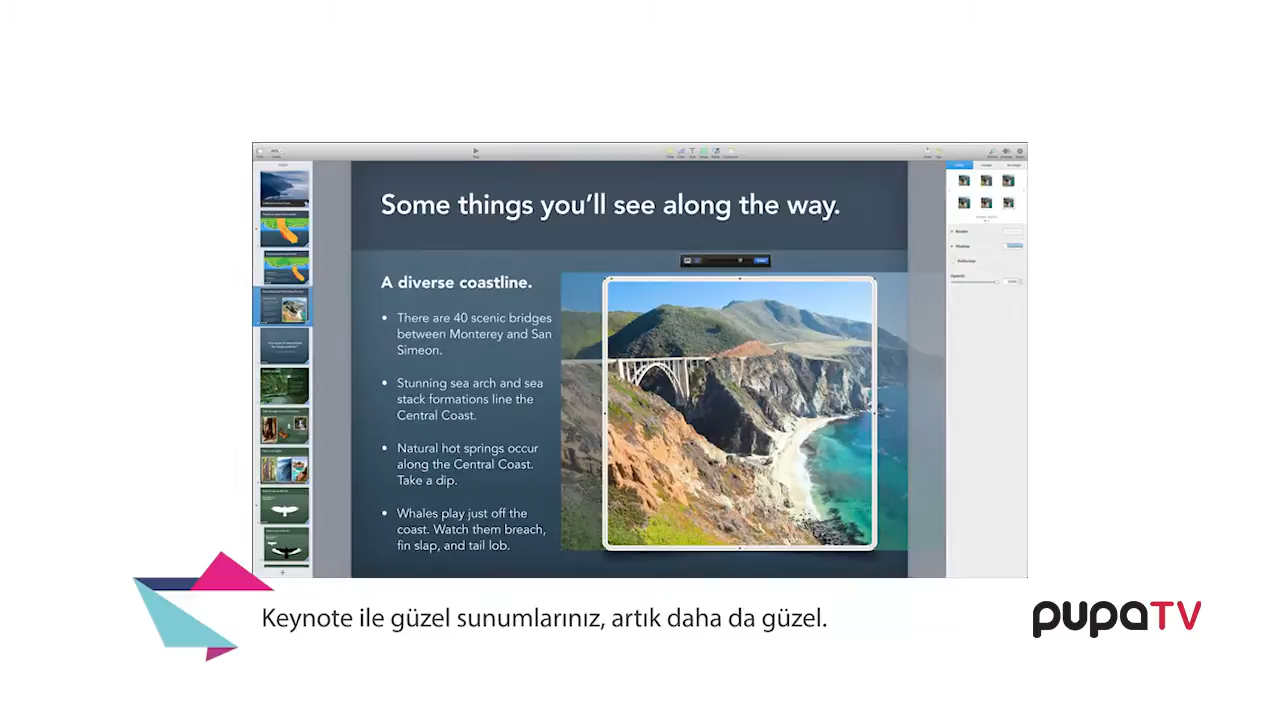 Some things you'll see along the way.
A diverse coastline.
• There are 40 scenic bridges
between Monterey and San
Simeon.
• Stunning sea arch and sea
stack formations line the
Central Coast.
• Natural hot springs occur
along the Central Coast.
Take a dip.
• Whales play just off the
coast. Watch them breach,
fin slap, and tail lob.
Opacity
Keynote ile güzel sunumlarınız, artık daha da güzel.
pupaTV